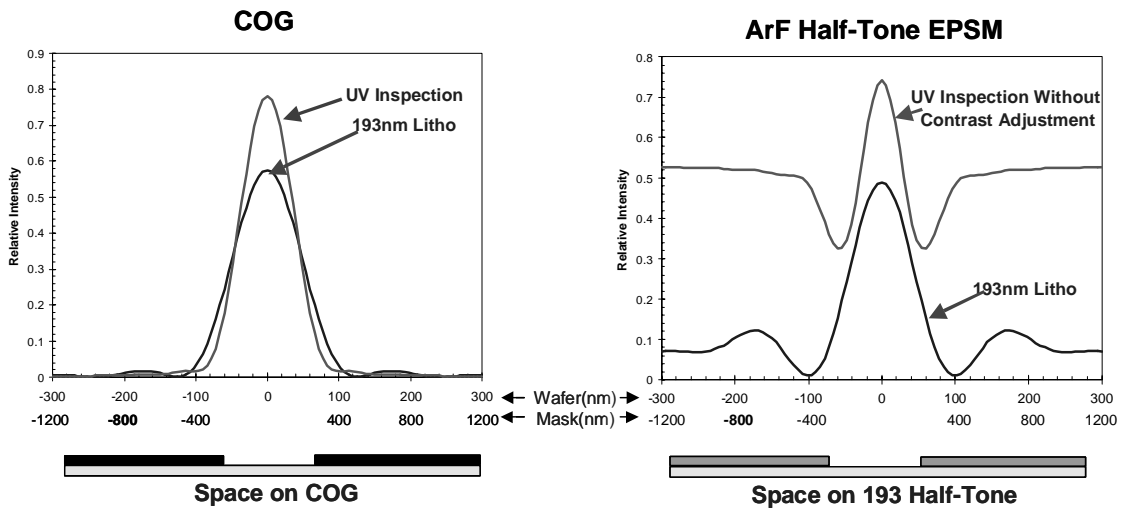 COG
0.9
0.8
0.7
0.6
0.5
0.4
0.3
0.2
0.1
0
Relative Intensity
UV Inspection
193nm Litho
-300 -200 -100 0 100 200 300
-1200 -800 -400 400 800 1200
Space on COG
← Wafer(nm) →
← Mask(nm) →
ArF Half-Tone EPSM
0.8
0.7
0.6
0.5
0.4
0.3
0.2
0.1
0
Relative Intensity
UV Inspection Without
Contrast Adjustment
193nm Litho
-300 -200 -100 0 100 200 300
-1200 -800 -400 400 800 1200
Space on 193 Half-Tone